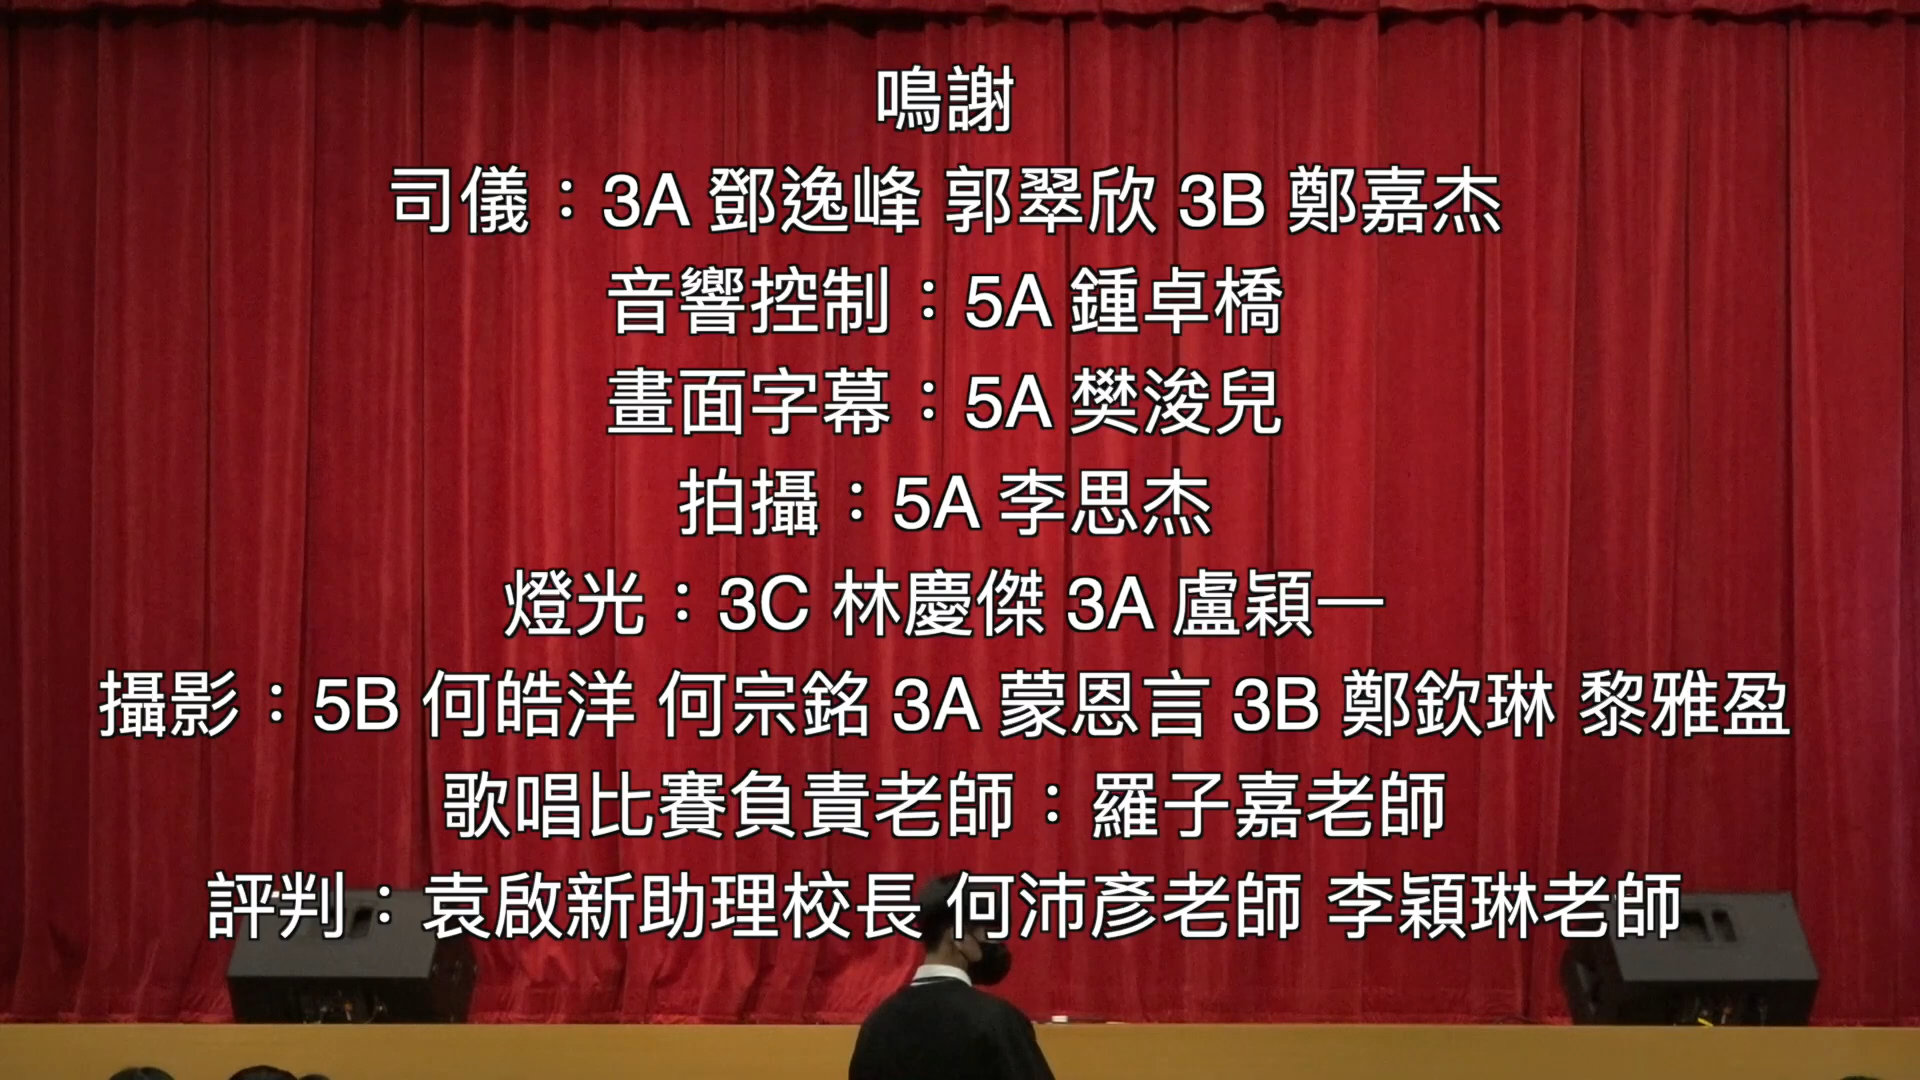 鳴謝
司儀：3A 鄧逸峰 郭翠欣 3B 鄭嘉杰
音響控制：5A 鍾卓橋
畫面字幕：5A 樊浚兒
拍攝：5A 李思杰
燈光：3C 林慶傑 3A 盧穎一
攝影：5B 何皓洋 何宗銘 3A 蒙恩言 3B 鄭欽琳 黎雅盈
歌唱比賽負責老師：羅子嘉老師
評判：袁啟新助理校長 何沛彥老師 李穎琳老師